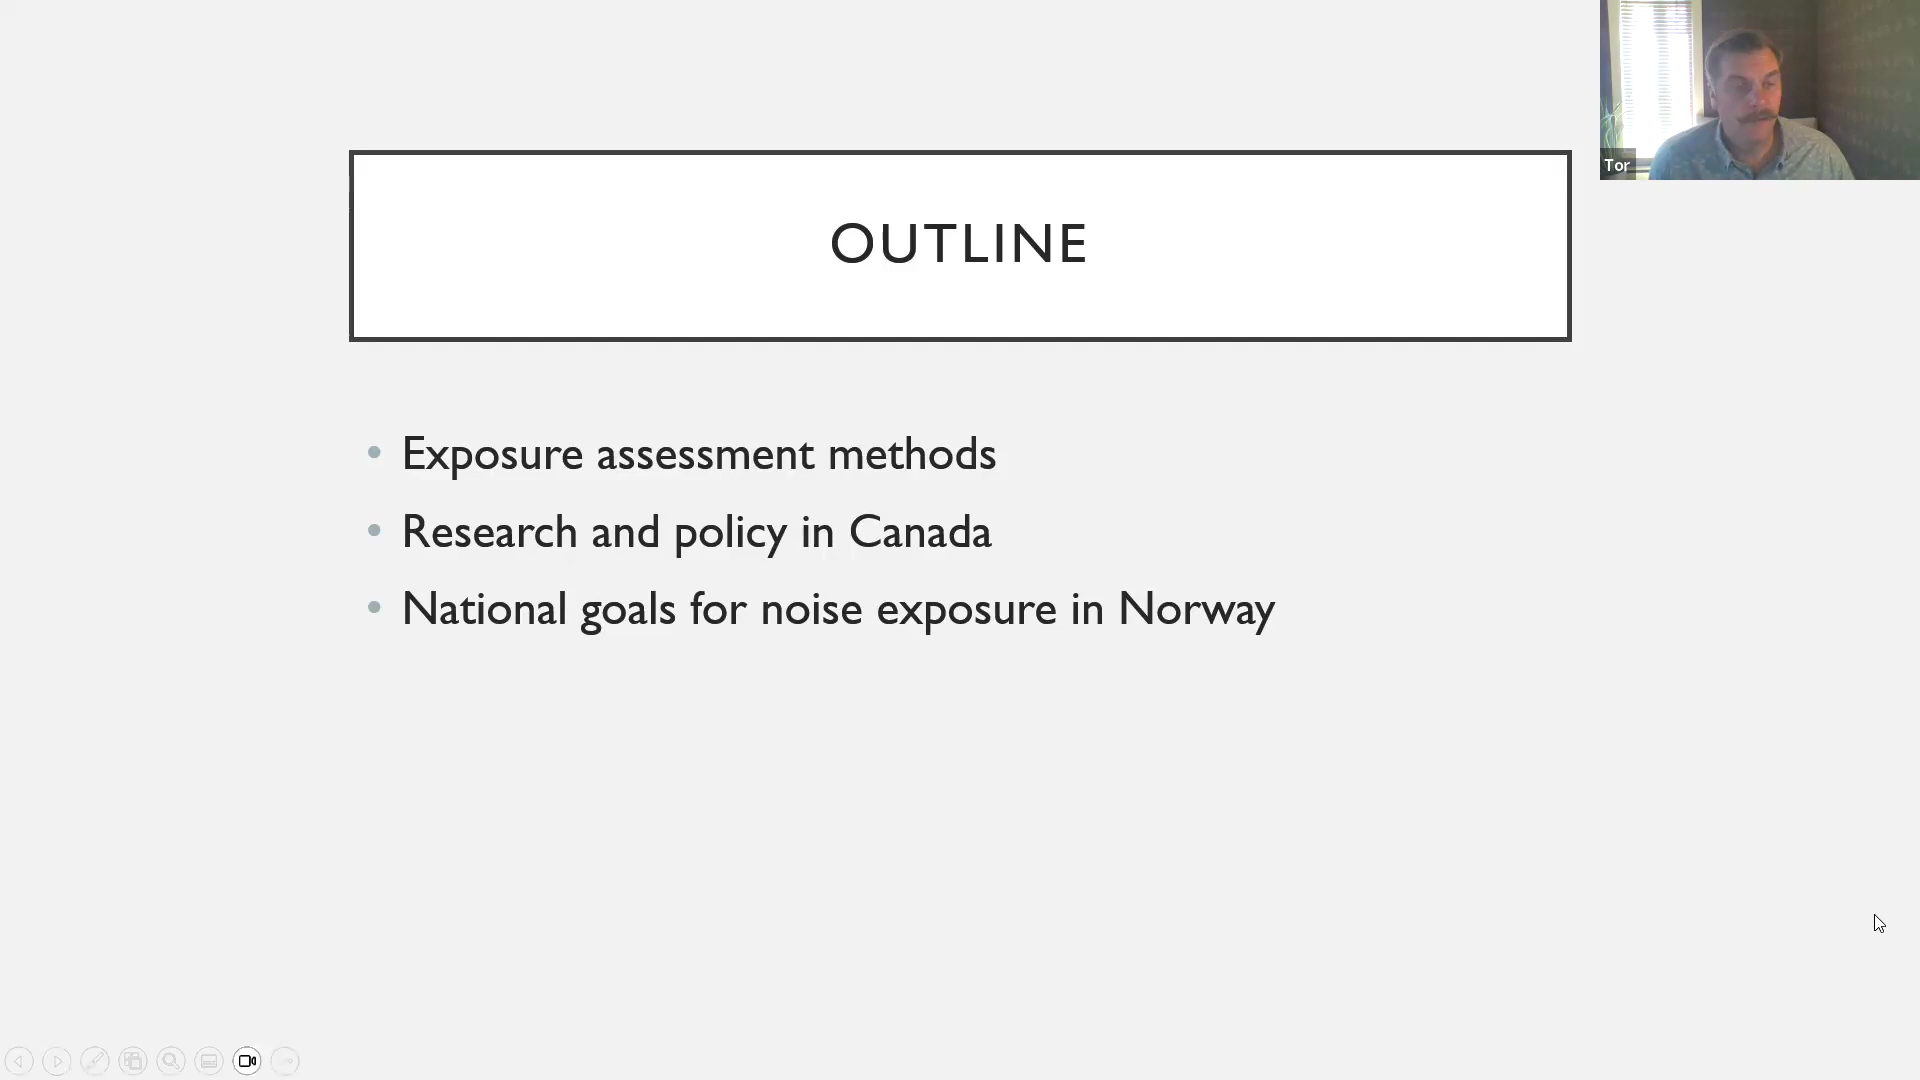 OUTLINE
Tor
Exposure assessment methods
Research and policy in Canada
National goals for noise exposure in Norway